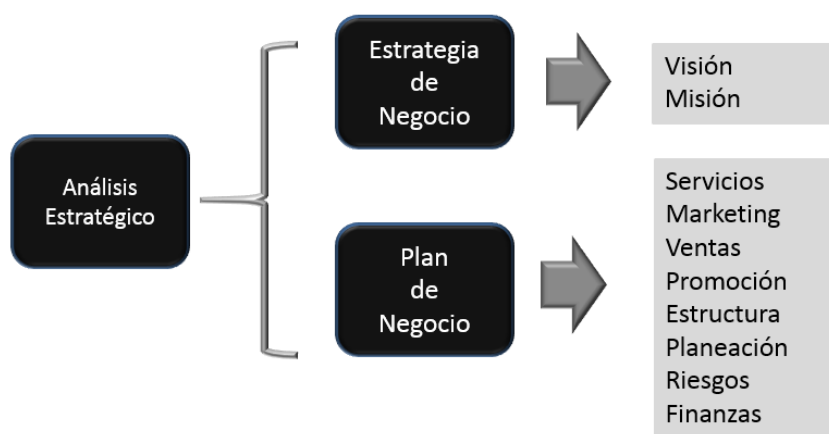 Análisis
Estratégico
Estrategia
de
Negocio
Visión
Misión
Plan
de
Negocio
Servicios
Marketing
Ventas
Promoción
Estructura
Planeación
Riesgos
Finanzas